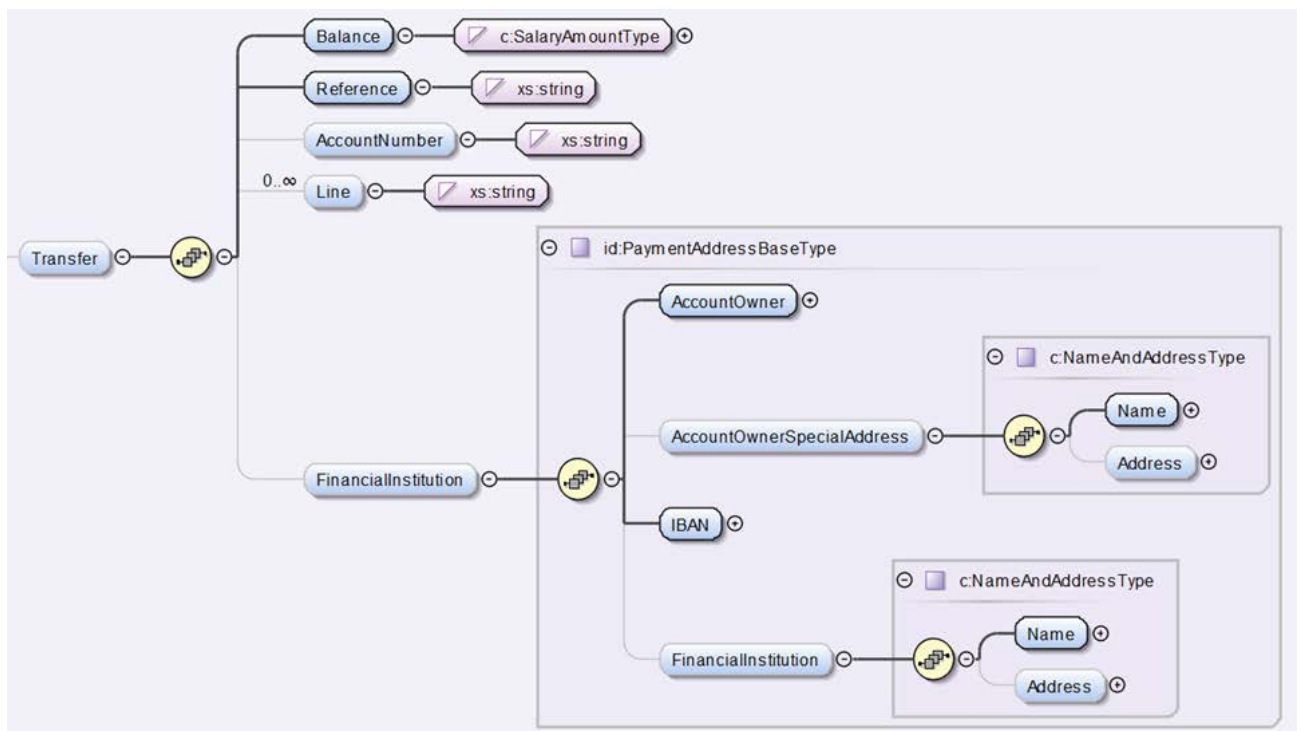 Balance c:SalaryAmountType
Reference xs:string
AccountNumber xs:string
0..∞ Line xs:string
Transfer
id:PaymentAddressBaseType
AccountOwner
c:NameAndAddressType
Name
AccountOwnerSpecialAddress
Address
FinancialInstitution
IBAN
c:NameAndAddressType
Name
FinancialInstitution
Address